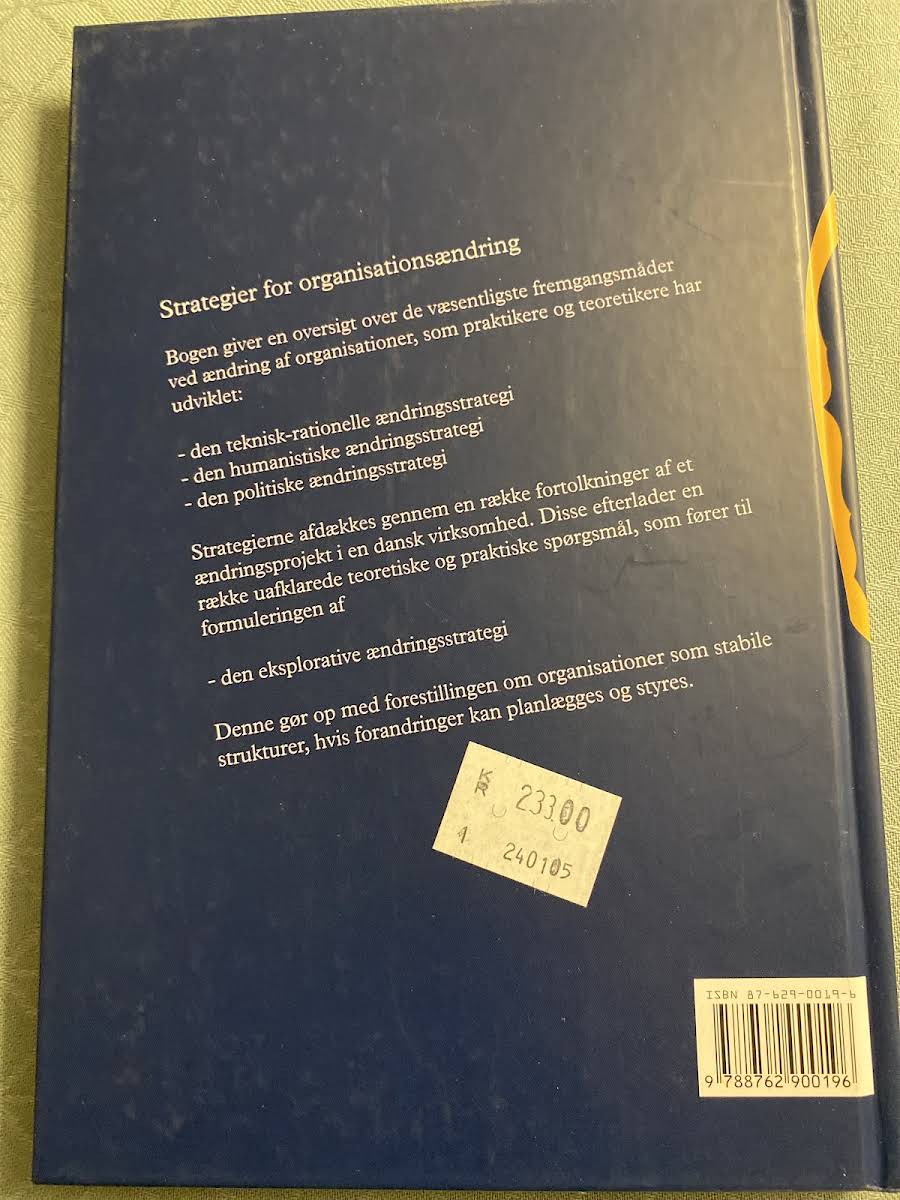 Strategier for organisationsændring
Bogen giver en oversigt over de væsentligste fremgangsmåder
ved ændring af organisationer, som praktikere og teoretikere har
udviklet:
- den teknisk-rationelle ændringsstrategi
- den humanistiske ændringsstrategi
- den politiske ændringsstrategi
Strategierne afdækkes gennem en række fortolkninger af et
ændringsprojekt i en dansk virksomhed. Disse efterlader en
række uafklarede teoretiske og praktiske spørgsmål, som fører til
formuleringen af
- den eksplorative ændringsstrategi
Denne gør op med forestillingen om organisationer som stabile
strukturer, hvis forandringer kan planlægges og styres.
KR 233.00
1 240105
ISBN 87-629-0019-6
9 788762 900196